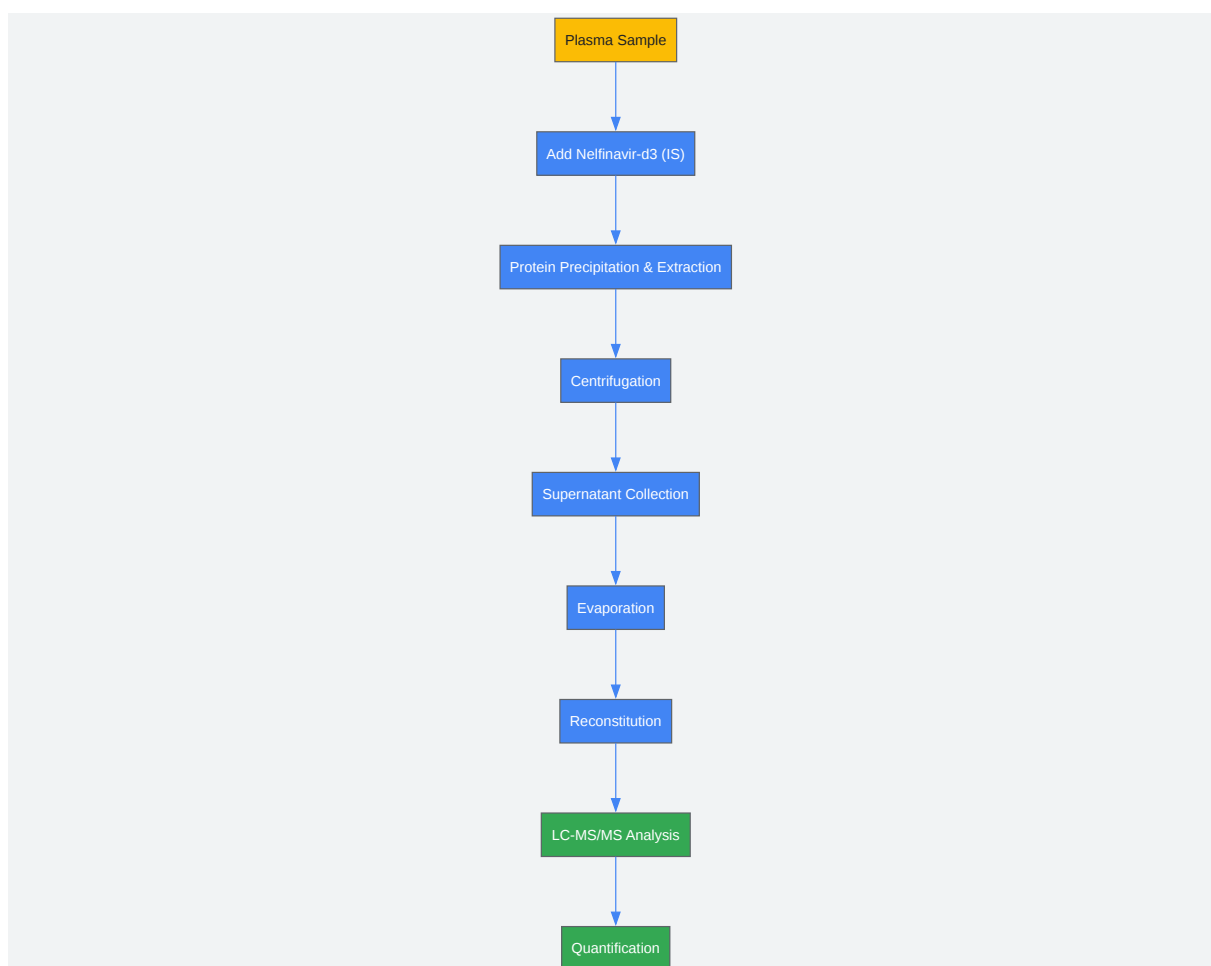 Plasma Sample
Add Nelfinavir-d3 (IS)
Protein Precipitation & Extraction
Centrifugation
Supernatant Collection
Evaporation
Reconstitution
LC-MS/MS Analysis
Quantification